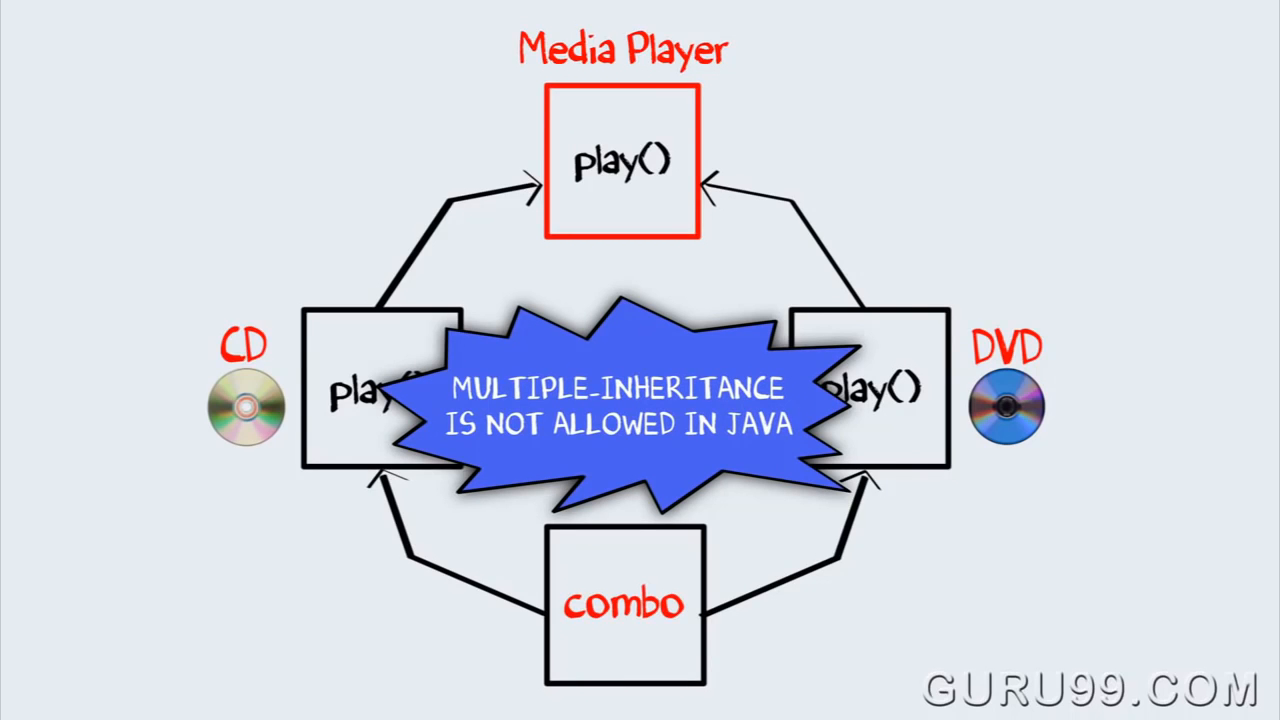 Media Player
play()
CD
DVD
play()
MULTIPLE-INHERITANCE
IS NOT ALLOWED IN JAVA
play()
combo
GURU99.COM